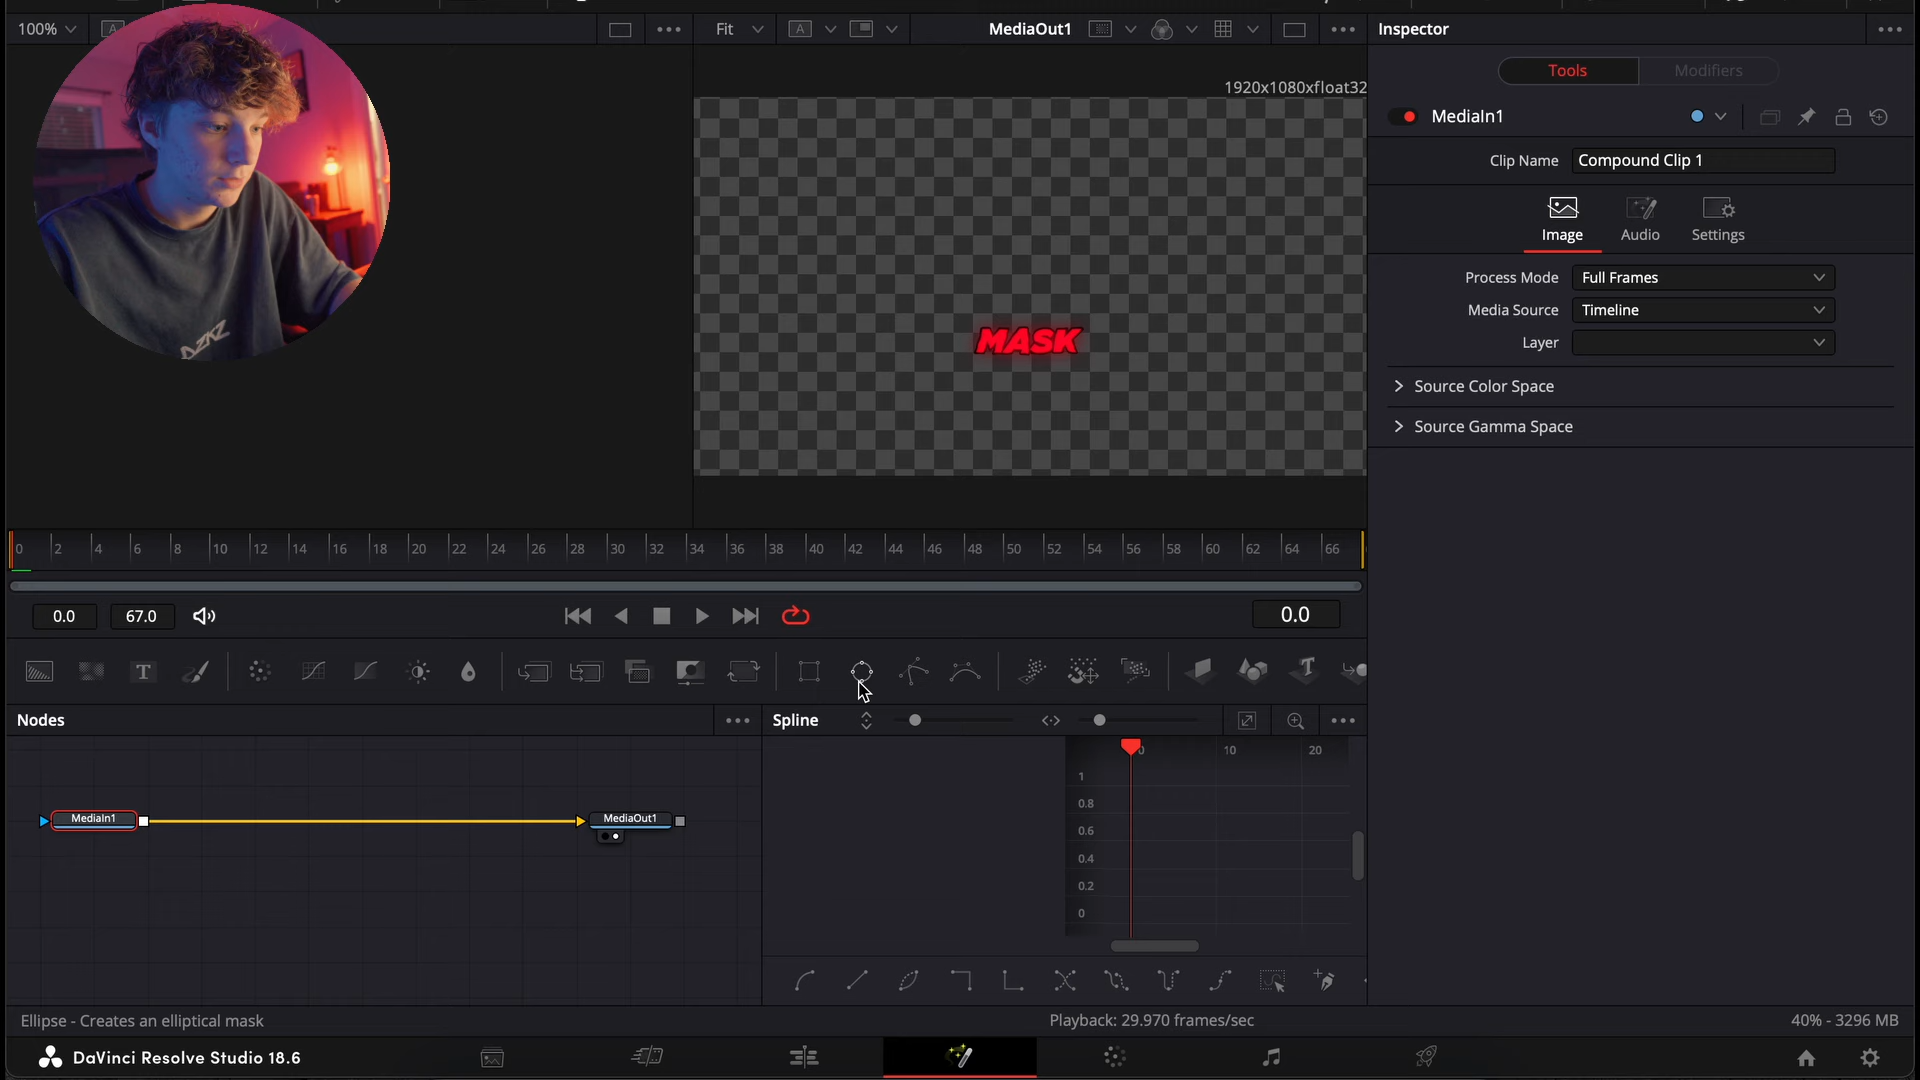 100%
A
Fit
A
MediaOut1
Inspector
Tools
Modifiers
1920x1080xfloat32
MediaIn1
Clip Name
Compound Clip 1
Image
Audio
Settings
Process Mode
Full Frames
Media Source
Timeline
Layer
Source Color Space
Source Gamma Space
MASK
0 2 4 6 8 10 12 14 16 18 20 22 24 26 28 30 32 34 36 38 40 42 44 46 48 50 52 54 56 58 60 62 64 66
0.0
67.0
0.0
T
T
Nodes
Spline
0 10 20
1
0.8
0.6
0.4
0.2
0
MediaIn1
MediaOut1
Ellipse - Creates an elliptical mask
Playback: 29.970 frames/sec
40% - 3296 MB
DaVinci Resolve Studio 18.6